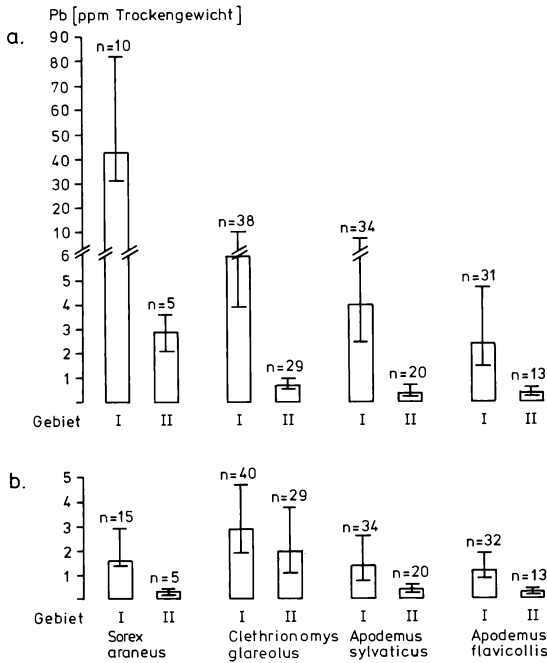 Pb [ppm Trockengewicht]
a.
90
80
70
60
50
40
30
20
10
6
5
4
3
2
1
n=10
n=5
n=38
n=29
n=34
n=20
n=31
n=13
Gebiet I II I II I II I II
b.
5
4
3
2
1
n=15
n=5
n=40
n=29
n=34
n=20
n=32
n=13
Gebiet I II I II I II I II
Sorex araneus
Clethrionomys glareolus
Apodemus sylvaticus
Apodemus flavicollis